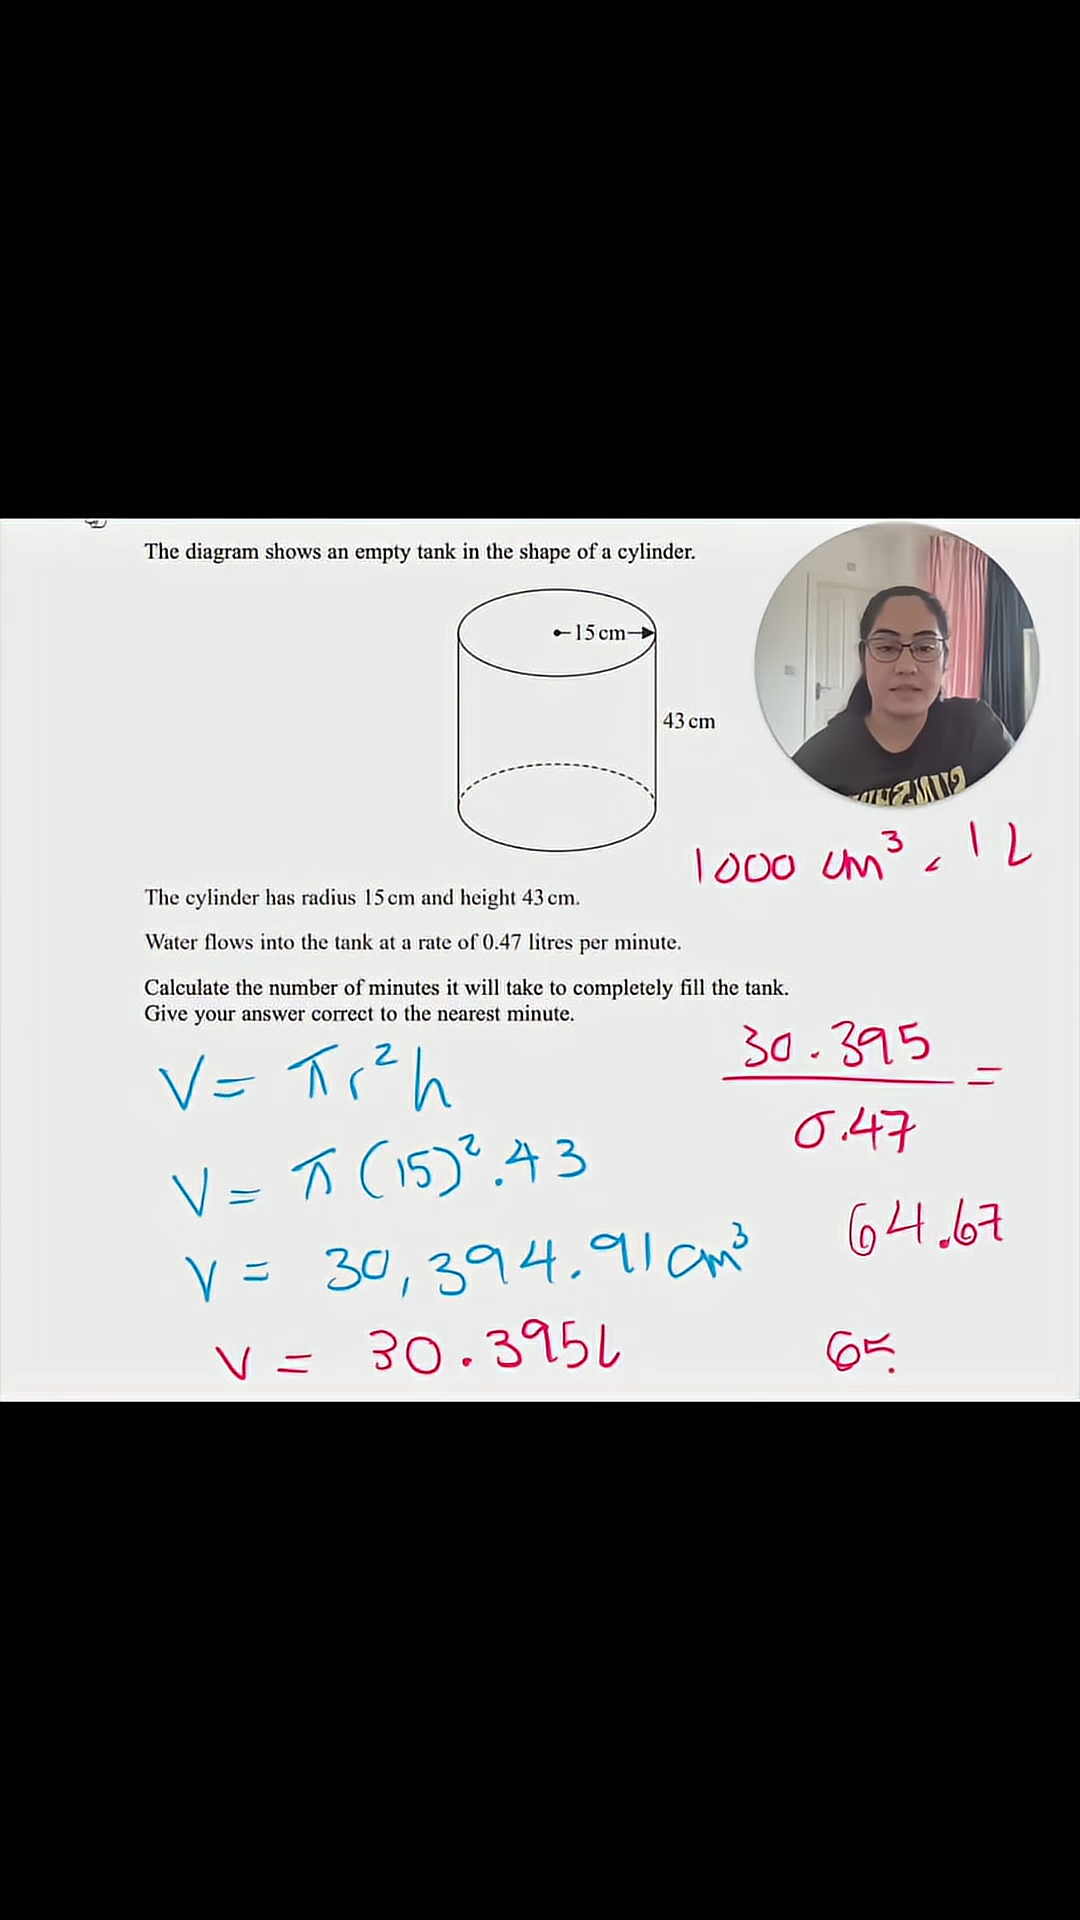 The diagram shows an empty tank in the shape of a cylinder.
15 cm
43 cm
1000 cm³ = 1 L
The cylinder has radius 15 cm and height 43 cm.
Water flows into the tank at a rate of 0.47 litres per minute.
Calculate the number of minutes it will take to completely fill the tank.
Give your answer correct to the nearest minute.
V = πr²h
V = π(15)².43
V = 30,394.91 cm³
V = 30.395L
30.395 =
0.47
64.67